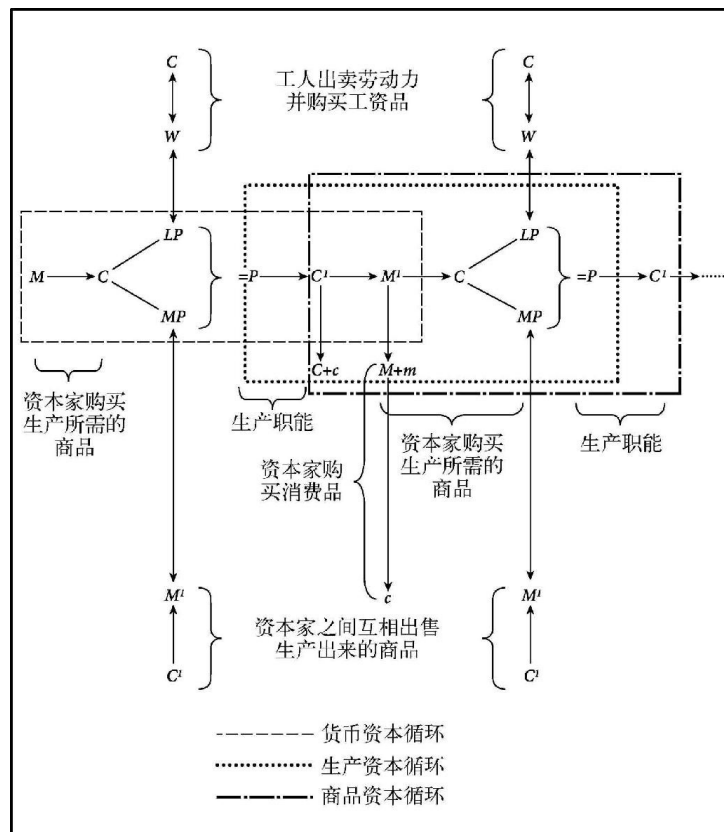 C
C
工人出卖劳动力
并购买工资品
W
W
LP
LP
M
C
=P
C¹
M¹
C
=P
C¹
MP
MP
C+c
M+m
资本家购买
生产所需的
商品
生产职能
资本家购
买消费品
资本家购买
生产所需的
商品
生产职能
M¹
c
M¹
资本家之间互相出售
生产出来的商品
C¹
C¹
货币资本循环
生产资本循环
商品资本循环